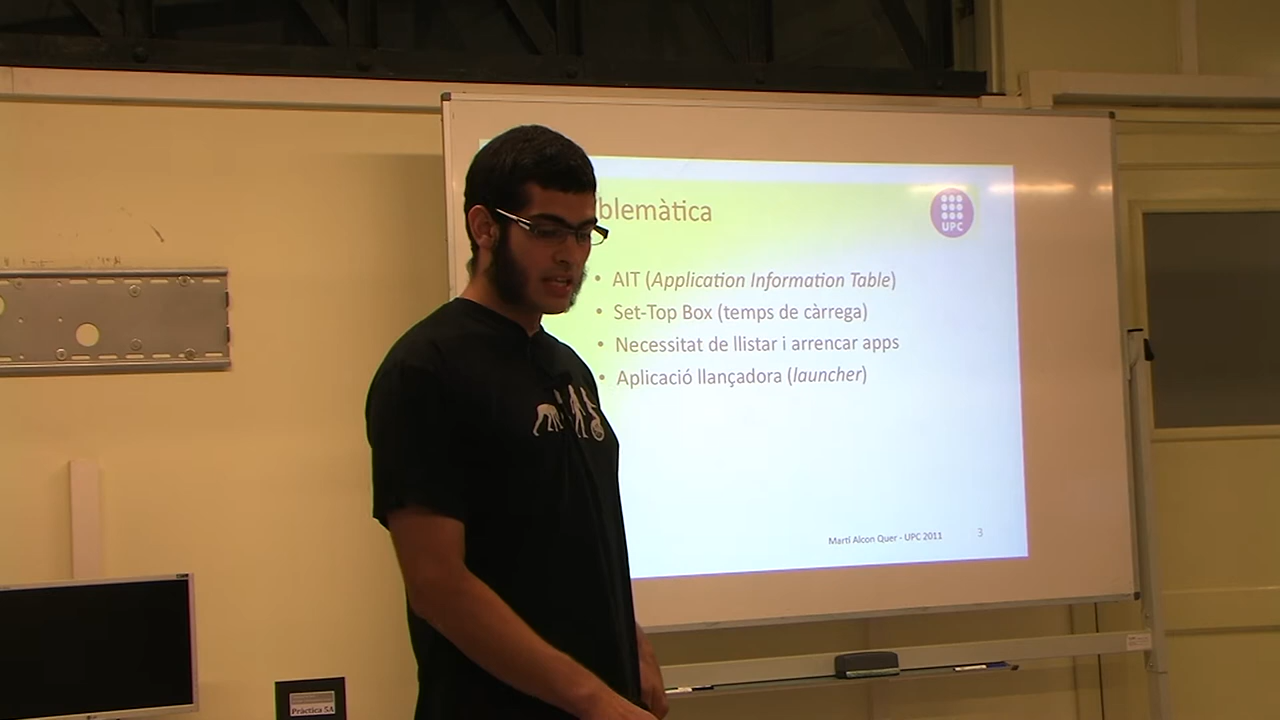 blemàtica
UPC
• AIT (Application Information Table)
• Set-Top Box (temps de càrrega)
• Necessitat de llistar i arrencar apps
• Aplicació llançadora (launcher)
Martí Alcon Quer - UPC 2011
3
Pràctica 5A